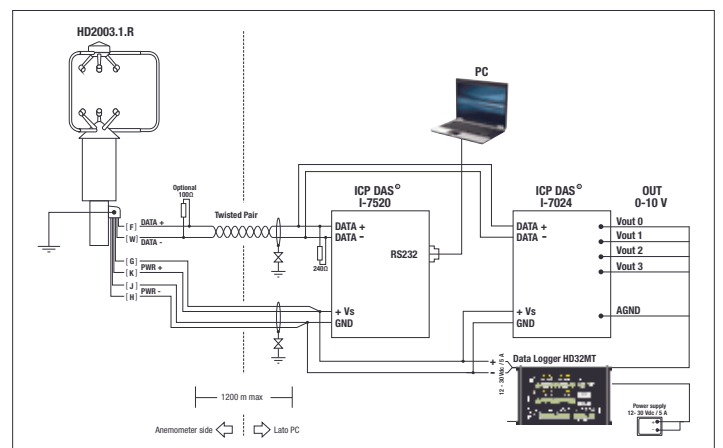 HD2003.1.R
PC
Optional
100Ω
Twisted Pair
[ F ] DATA +
[ W ] DATA -
[ G ]
[ K ] PWR +
[ J ]
[ H ] PWR -
240Ω
ICP DAS®
I-7520
DATA +
DATA -
RS232
+ Vs
GND
ICP DAS®
I-7024
DATA +
DATA -
+ Vs
GND
OUT
0-10 V
Vout 0
Vout 1
Vout 2
Vout 3
AGND
+
-
12 - 30 Vdc / 5 A
Data Logger HD32MT
Power supply
12- 30 Vdc / 5 A
1200 m max
Anemometer side
Lato PC